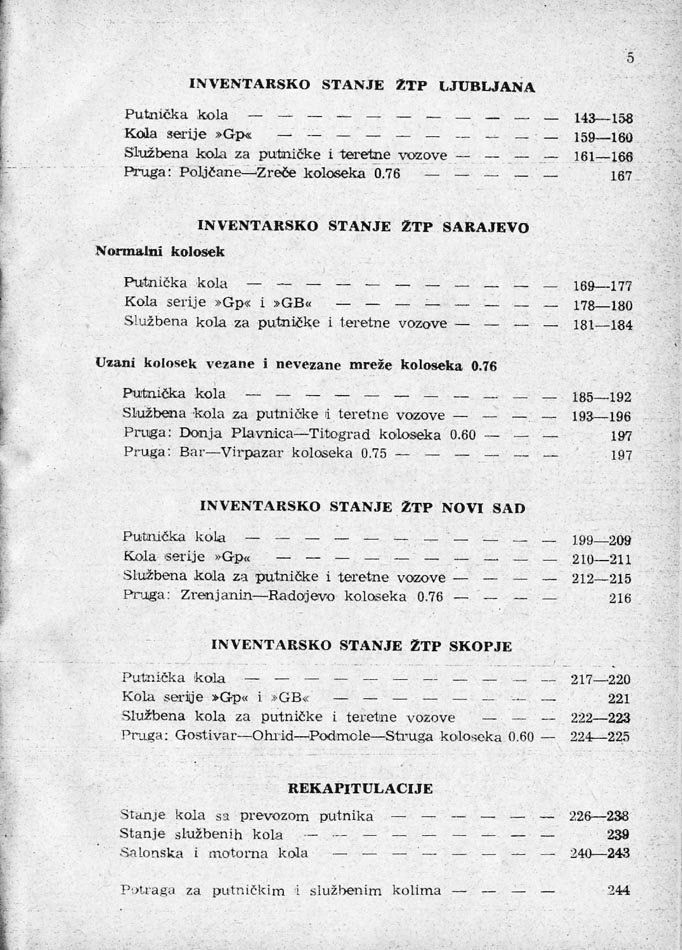 5
INVENTARSKO STANJE ŽTP LJUBLJANA
Putnička kola — — — — — — — — — — — 143—158
Kola serije »Gp« — — — — — — — — — — 159—160
Službena kola za putničke i teretne vozove — — — — 161—166
Pruga: Poljčane—Zreče koloseka 0.76 — — — — — 167
INVENTARSKO STANJE ŽTP SARAJEVO
Normalni kolosek
Putnička kola — — — — — — — — — — — 169—177
Kola serije »Gp« i »GB« — — — — — — — — 178—180
Službena kola za putničke i teretne vozove — — — — 181—184
Uzani kolosek vezane i nevezane mreže koloseka 0.76
Putnička kola — — — — — — — — — — — 185—192
Službena kola za putničke i teretne vozove — — — — 193—196
Pruga: Donja Plavnica—Titograd koloseka 0.60 — — — 197
Pruga: Bar—Virpazar koloseka 0.75 — — — — — — 197
INVENTARSKO STANJE ŽTP NOVI SAD
Putnička kola — — — — — — — — — — — 199—209
Kola serije »Gp« — — — — — — — — — — 210—211
Službena kola za putničke i teretne vozove — — — — 212—215
Pruga: Zrenjanin—Radojevo koloseka 0.76 — — — — 216
INVENTARSKO STANJE ŽTP SKOPJE
Putnička kola — — — — — — — — — — — 217—220
Kola serije »Gp« i »GB« — — — — — — — — 221
Službena kola za putničke i teretne vozove — — — 222—223
Pruga: Gostivar—Ohrid—Podmole—Struga koloseka 0.60 — 224—225
REKAPITULACIJE
Stanje kola sa prevozom putnika — — — — — — 226—238
Stanje službenih kola — — — — — — — — — 239
Salonska i motorna kola — — — — — — — — 240—243
Potraga za putničkim i službenim kolima — — — — 244